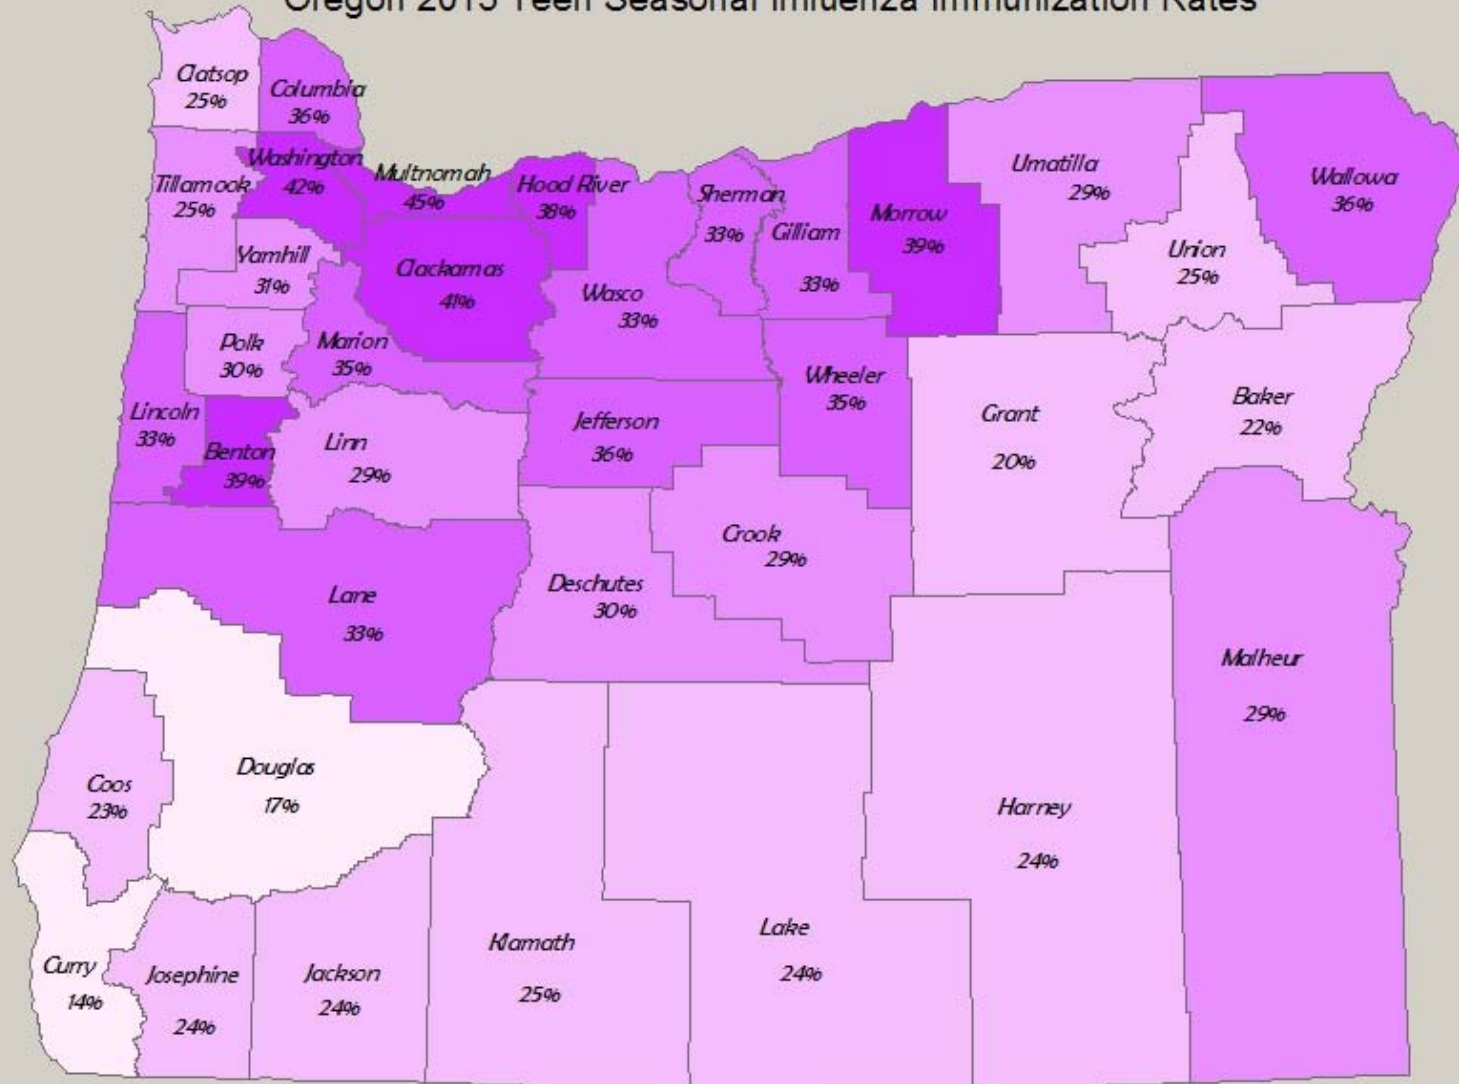 Oregon 2015 Teen Seasonal Influenza Immunization Rates
Clatsop
25%
Columbia
36%
Washington
42%
Multnomah
45%
Hood River
38%
Tillamook
25%
Yamhill
31%
Clackamas
41%
Wasco
33%
Sherman
33%
Gilliam
33%
Morrow
39%
Umatilla
29%
Union
25%
Wallowa
36%
Polk
30%
Marion
35%
Lincoln
33%
Benton
39%
Linn
29%
Jefferson
36%
Wheeler
35%
Grant
20%
Baker
22%
Lane
33%
Deschutes
30%
Crook
29%
Malheur
29%
Coos
23%
Douglas
17%
Harney
24%
Curry
14%
Josephine
24%
Jackson
24%
Klamath
25%
Lake
24%